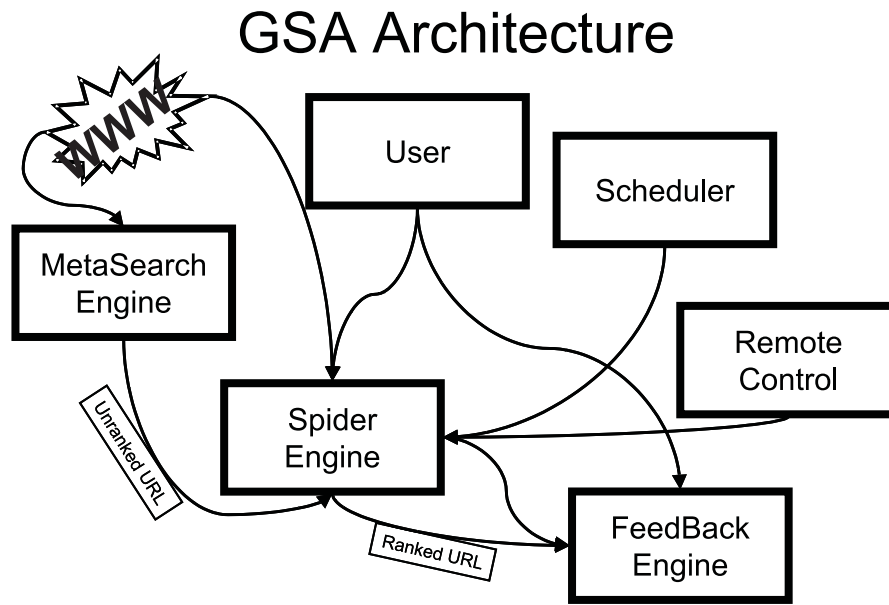 GSA Architecture
WWW
User
Scheduler
MetaSearch
Engine
Remote
Control
Unranked URL
Spider
Engine
Ranked URL
FeedBack
Engine